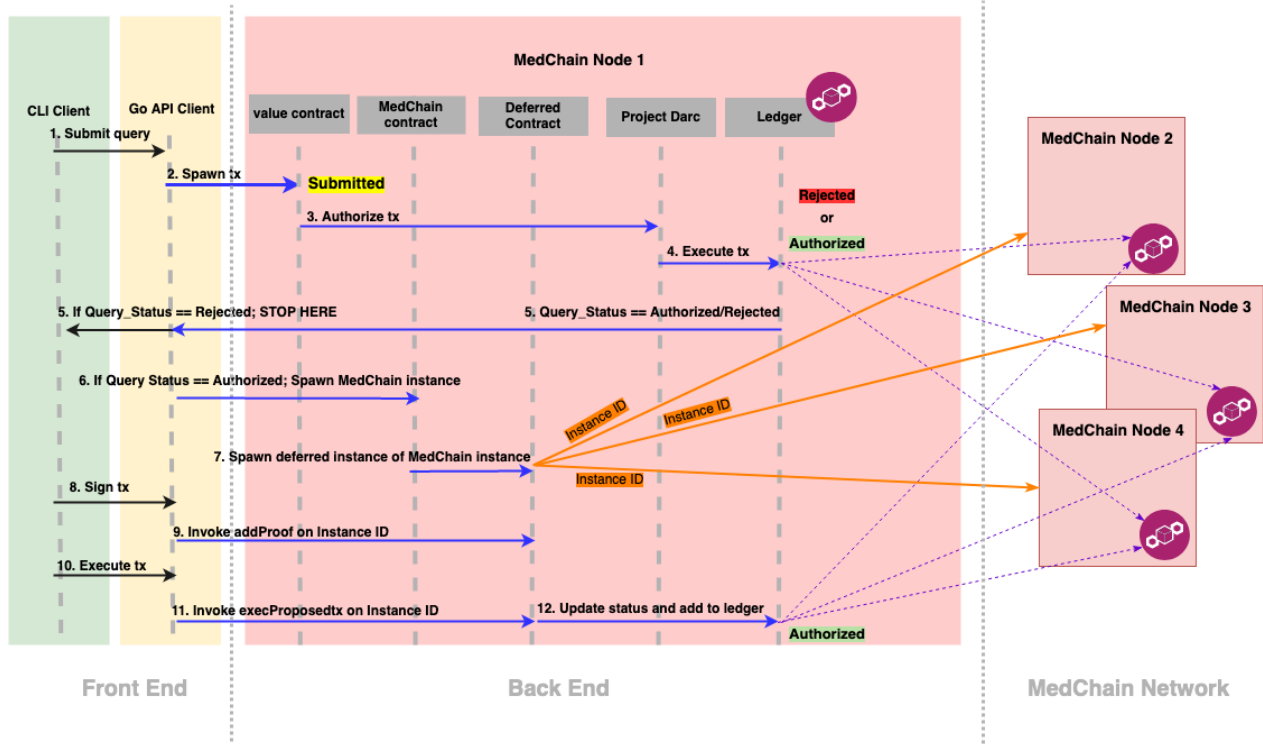 MedChain Node 1
CLI Client
Go API Client
value contract
MedChain
contract
Deferred
Contract
Project Darc
Ledger
1. Submit query
2. Spawn tx
Submitted
3. Authorize tx
4. Execute tx
Rejected
or
Authorized
5. If Query_Status == Rejected; STOP HERE
5. Query_Status == Authorized/Rejected
6. If Query Status == Authorized; Spawn MedChain instance
7. Spawn deferred instance of MedChain instance
Instance ID
Instance ID
Instance ID
8. Sign tx
9. Invoke addProof on Instance ID
10. Execute tx
11. Invoke execProposedtx on Instance ID
12. Update status and add to ledger
Authorized
MedChain Node 2
MedChain Node 3
MedChain Node 4
Front End
Back End
MedChain Network